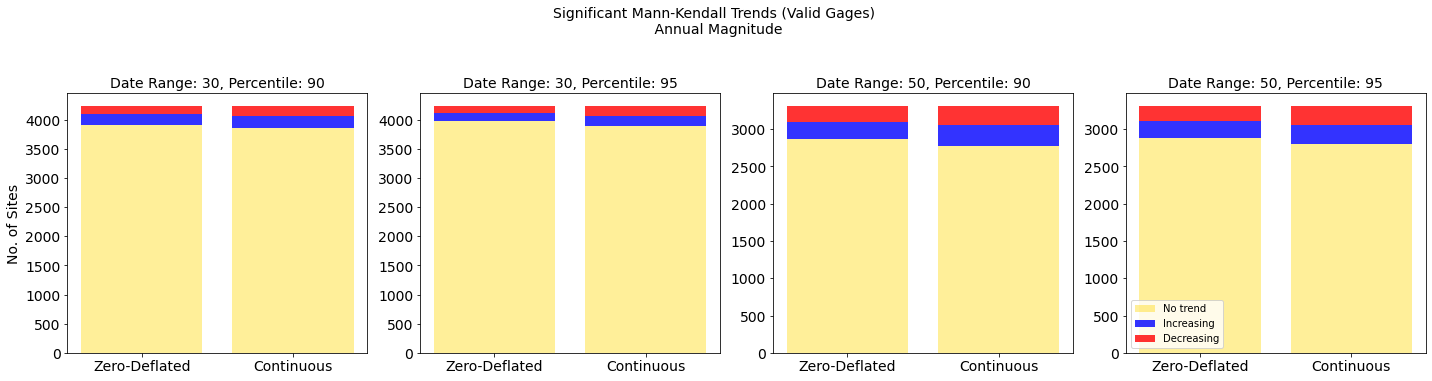 Significant Mann-Kendall Trends (Valid Gages)
Annual Magnitude
Date Range: 30, Percentile: 90
No. of Sites
4000
3500
3000
2500
2000
1500
1000
500
0
Zero-Deflated
Continuous
Date Range: 30, Percentile: 95
4000
3500
3000
2500
2000
1500
1000
500
0
Zero-Deflated
Continuous
Date Range: 50, Percentile: 90
3000
2500
2000
1500
1000
500
0
Zero-Deflated
Continuous
Date Range: 50, Percentile: 95
3000
2500
2000
1500
1000
500
0
No trend
Increasing
Decreasing
Zero-Deflated
Continuous